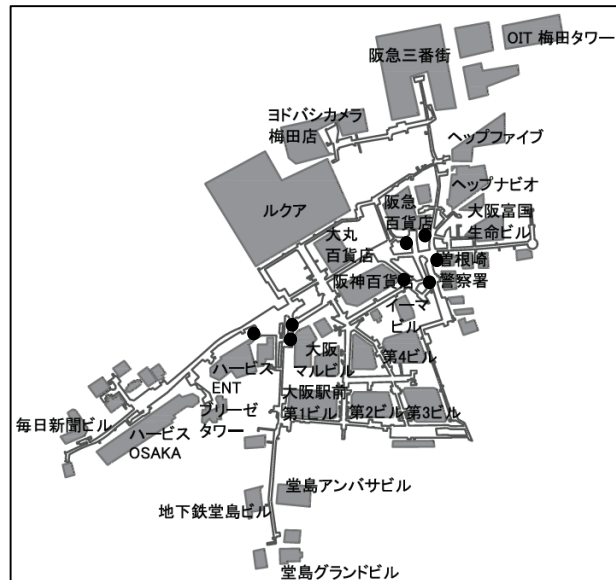 OIT 梅田タワー
阪急三番街
ヨドバシカメラ
梅田店
ヘップファイブ
ヘップナビオ
ルクア
阪急
百貨店
大阪富国
生命ビル
大丸
百貨店
曽根崎
警察署
阪神百貨店
イーマ
ビル
大阪
マルビル
第4ビル
ハービス
ENT
大阪駅前
第1ビル
第2ビル
第3ビル
ブリーゼ
タワー
毎日新聞ビル
ハービス
OSAKA
堂島アンバサビル
地下鉄堂島ビル
堂島グランドビル